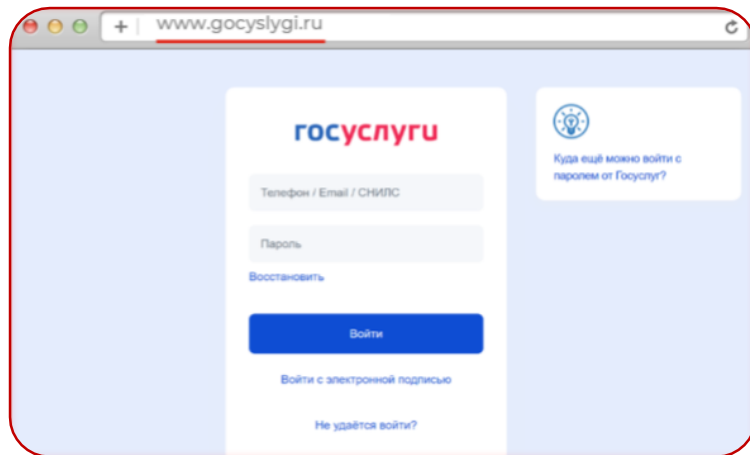 www.gocyslygi.ru
госуслуги
Телефон / Email / СНИЛС
Пароль
Восстановить
Войти
Войти с электронной подписью
Не удаётся войти?
Куда ещё можно войти с
паролем от Госуслуг?